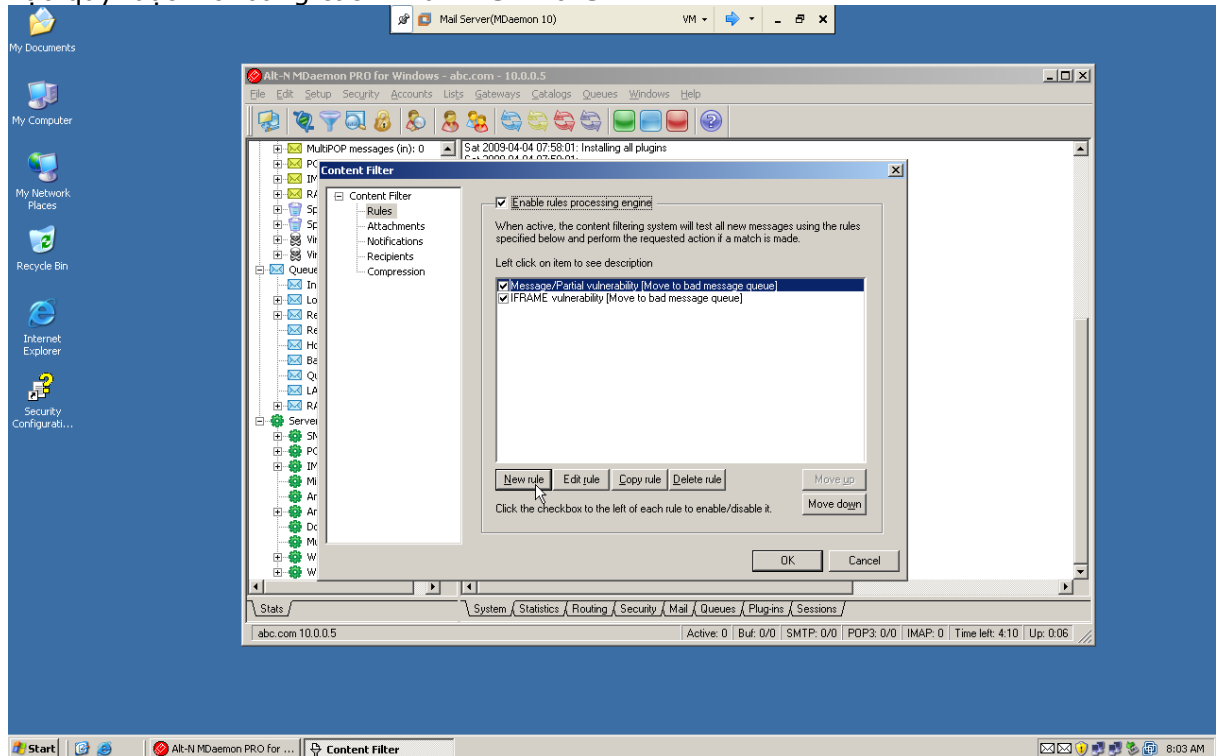 Mail Server(MDaemon 10)
VM
My Documents
My Computer
My Network
Places
Recycle Bin
Internet
Explorer
Security
Configurati...
Alt-N MDaemon PRO for Windows - abc.com - 10.0.0.5
File Edit Setup Security Accounts Lists Gateways Catalogs Queues Windows Help
MultiPOP messages (in): 0
Sat 2009-04-04 07:58:01: Installing all plugins
Content Filter
Content Filter
Rules
Attachments
Notifications
Recipients
Compression
Enable rules processing engine
When active, the content filtering system will test all new messages using the rules
specified below and perform the requested action if a match is made.
Left click on item to see description
Message/Partial vulnerability [Move to bad message queue]
IFRAME vulnerability [Move to bad message queue]
New rule Edit rule Copy rule Delete rule Move up
Click the checkbox to the left of each rule to enable/disable it. Move down
OK Cancel
Queue
Server
Stats
System Statistics Routing Security Mail Queues Plug-ins Sessions
abc.com 10.0.0.5
Active: 0 Buf: 0/0 SMTP: 0/0 POP3: 0/0 IMAP: 0 Time left: 4:10 Up: 0:06
Start
Alt-N MDaemon PRO for ...
Content Filter
8:03 AM